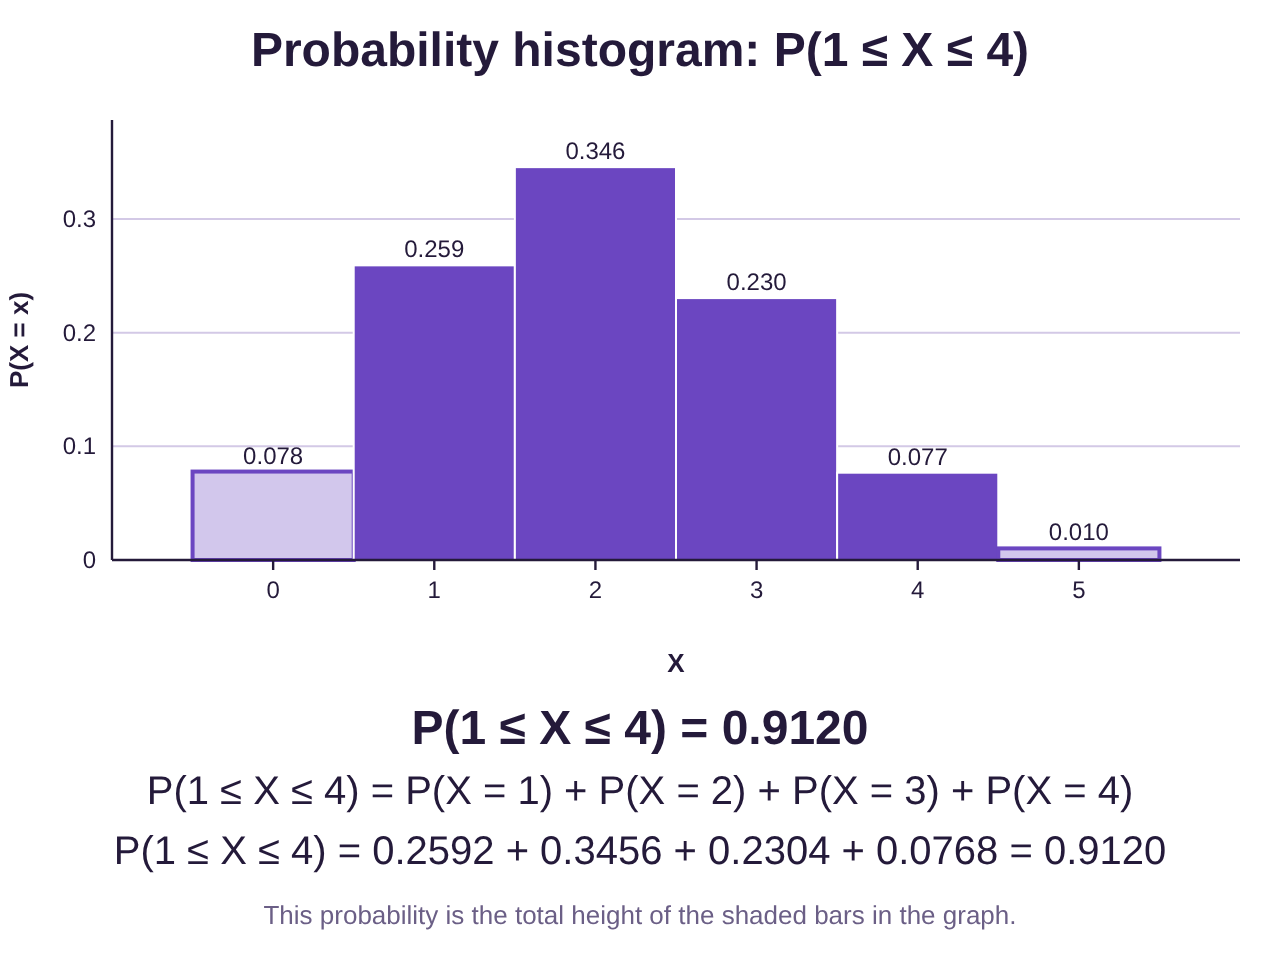 Probability histogram: P(1 ≤ X ≤ 4)
0.346
0.3
0.259
0.230
P(X = x)
0.2
0.1
0.078
0.077
0.010
0
0 1 2 3 4 5
X
P(1 ≤ X ≤ 4) = 0.9120
P(1 ≤ X ≤ 4) = P(X = 1) + P(X = 2) + P(X = 3) + P(X = 4)
P(1 ≤ X ≤ 4) = 0.2592 + 0.3456 + 0.2304 + 0.0768 = 0.9120
This probability is the total height of the shaded bars in the graph.